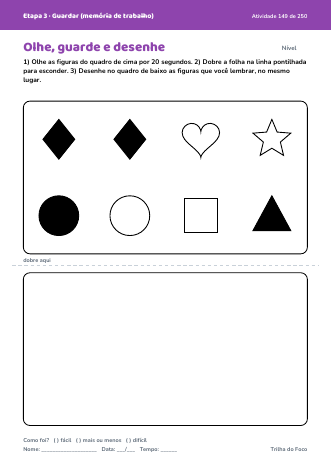 Etapa 3 · Guardar (memória de trabalho)
Atividade 149 de 250
Olhe, guarde e desenhe
Nível
1) Olhe as figuras do quadro de cima por 20 segundos. 2) Dobre a folha na linha pontilhada
para esconder. 3) Desenhe no quadro de baixo as figuras que você lembrar, no mesmo
lugar.
dobre aqui
Como foi? ( ) fácil ( ) mais ou menos ( ) difícil
Nome: ____________________ Data: ___/___ Tempo: ______
Trilha do Foco